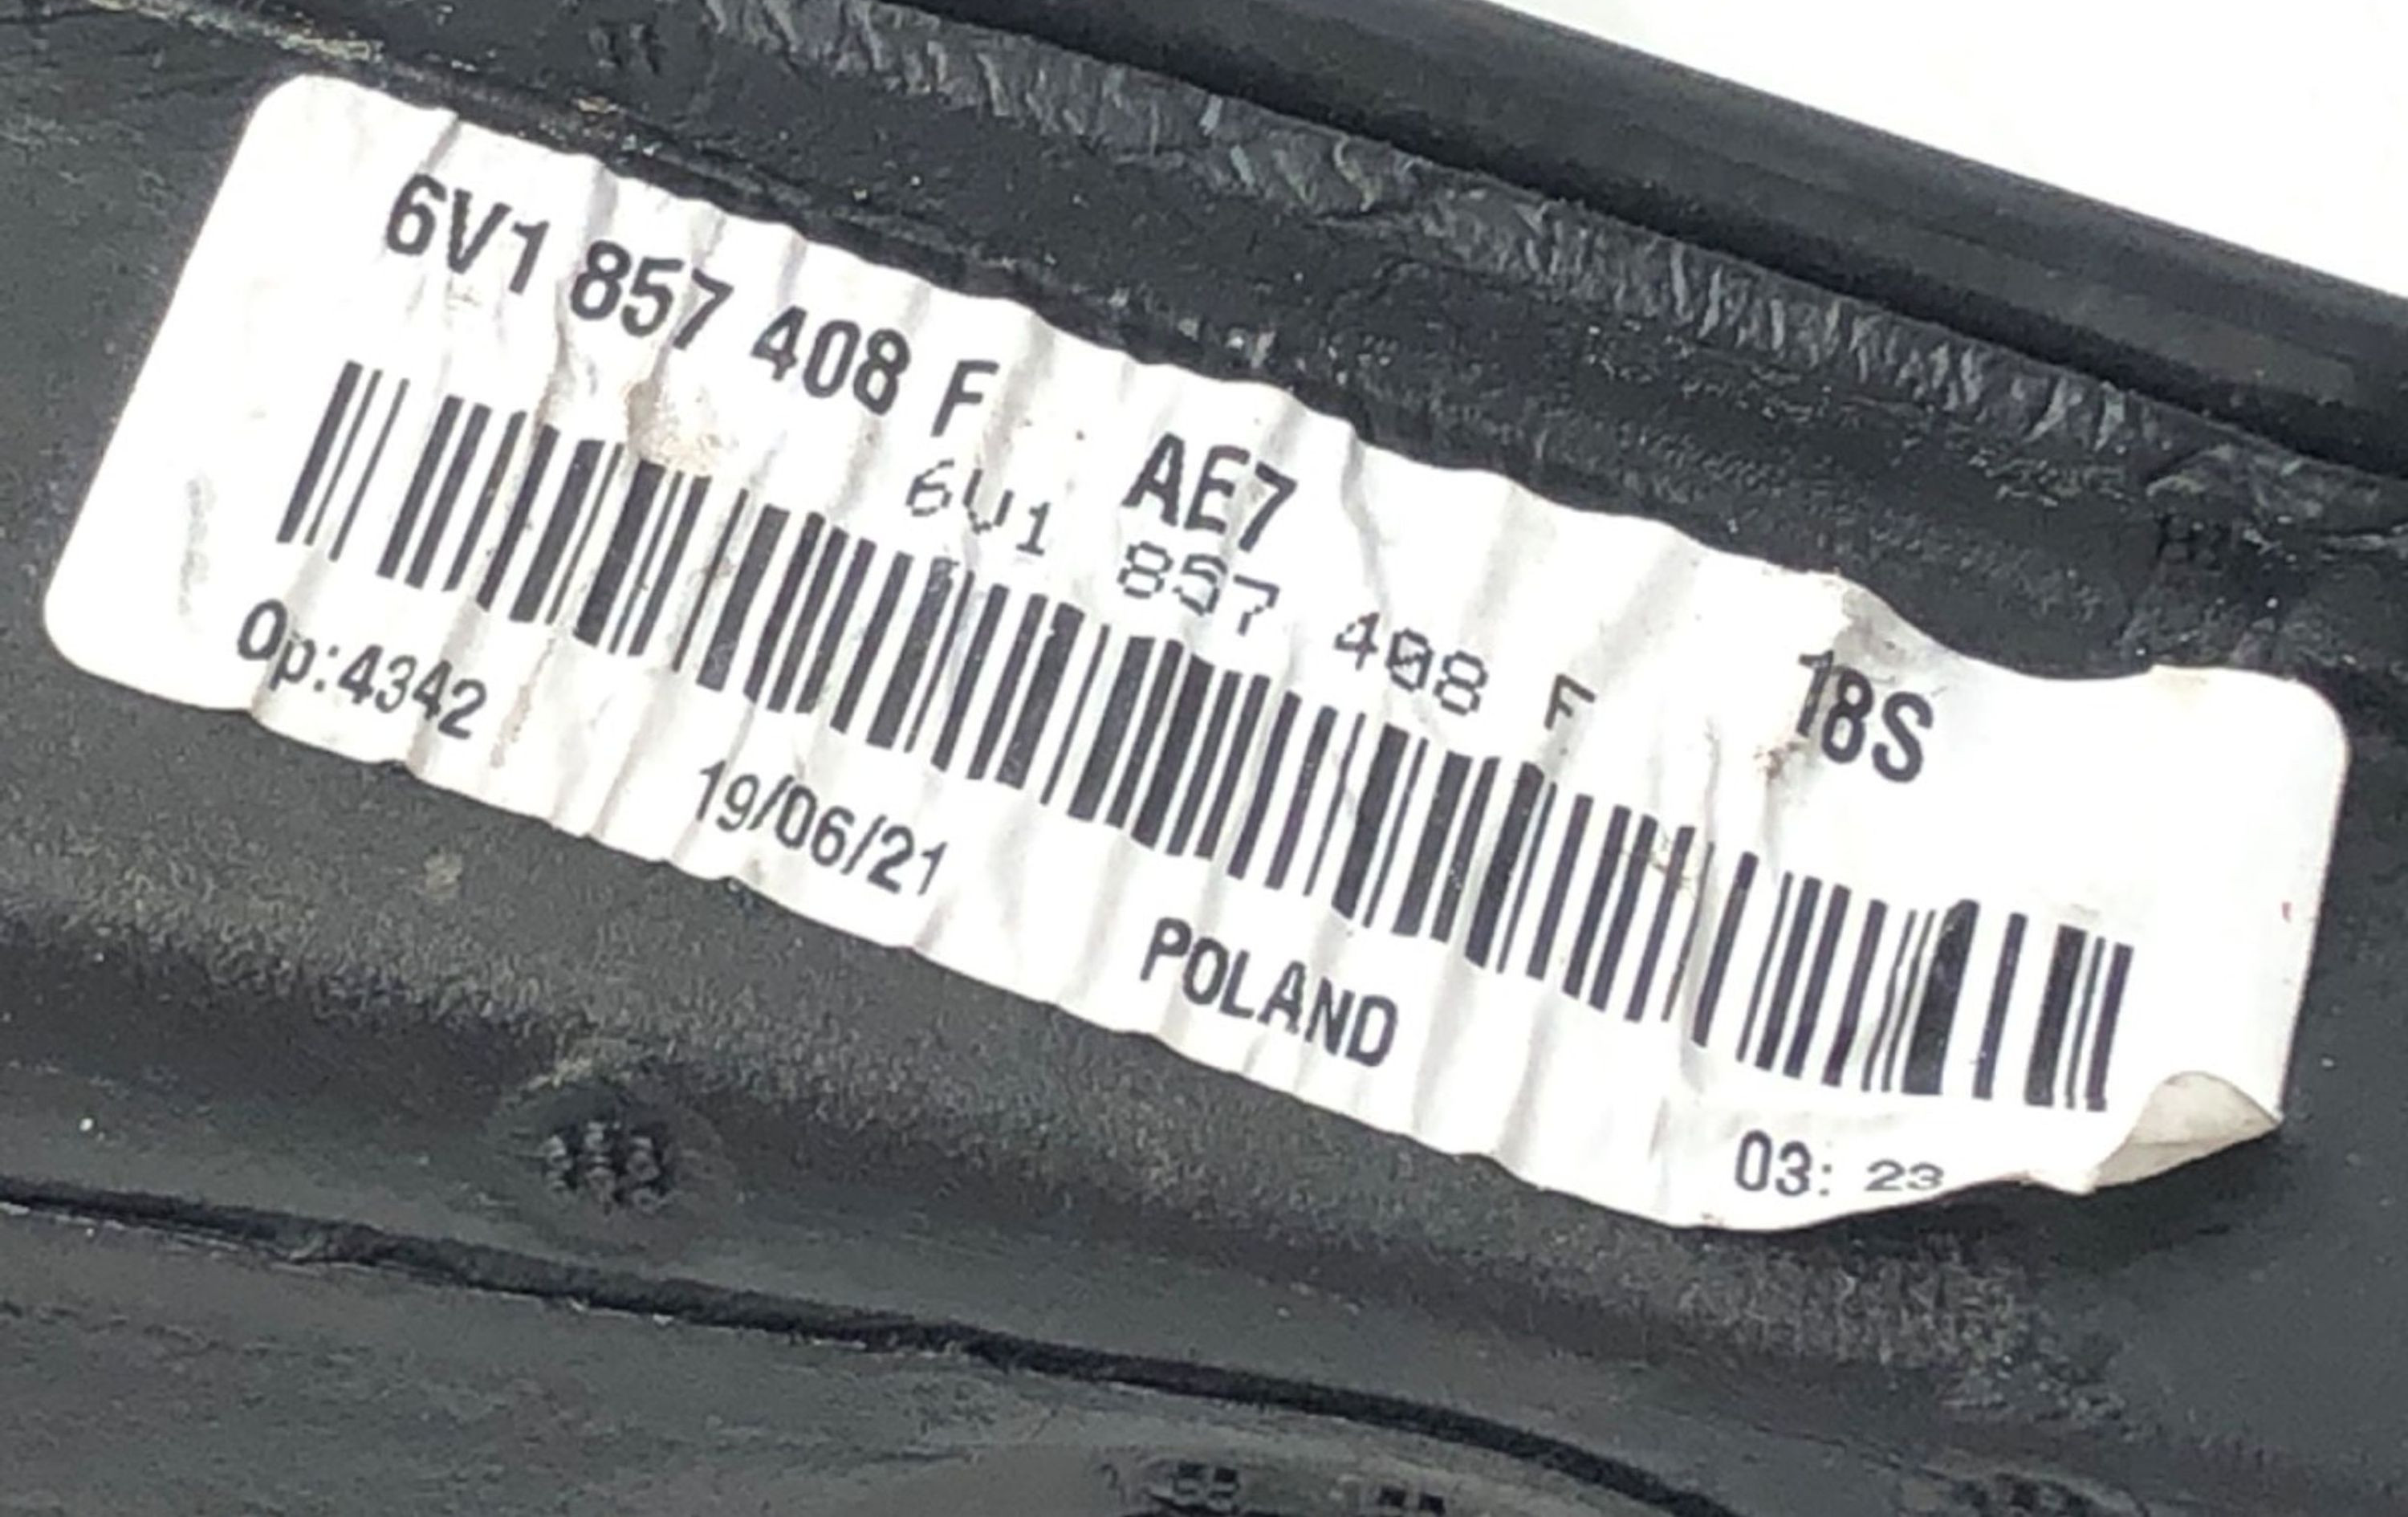 6V1 857 408 F AE7 18S
6V1 857 408 F
Op:4342 19/06/21 POLAND 03: 23